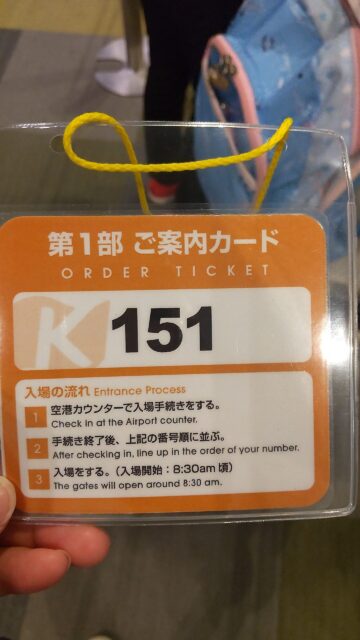 第1部 ご案内カード
ORDER TICKET
K 151
入場の流れ Entrance Process
1 空港カウンターで入場手続きをする。
Check in at the Airport counter.
2 手続き終了後、上記の番号順に並ぶ。
After checking in, line up in the order of your number.
3 入場をする。(入場開始:8:30am 頃)
The gates will open around 8:30 am.